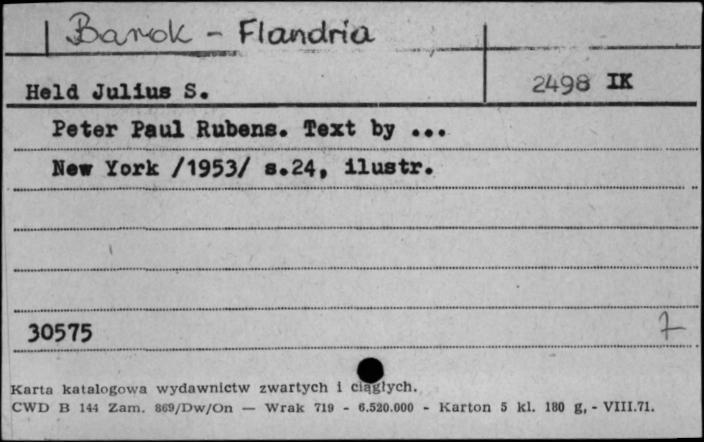 Barok - Flandria
Held Julius S.
2498 IK
Peter Paul Rubens. Text by ...
New York /1953/ s.24, ilustr.
30575
7
Karta katalogowa wydawnictw zwartych i ciągłych.
CWD B 144 Zam. 869/Dw/On — Wrak 719 - 6.520.000 - Karton 5 kl. 180 g, - VIII.71.